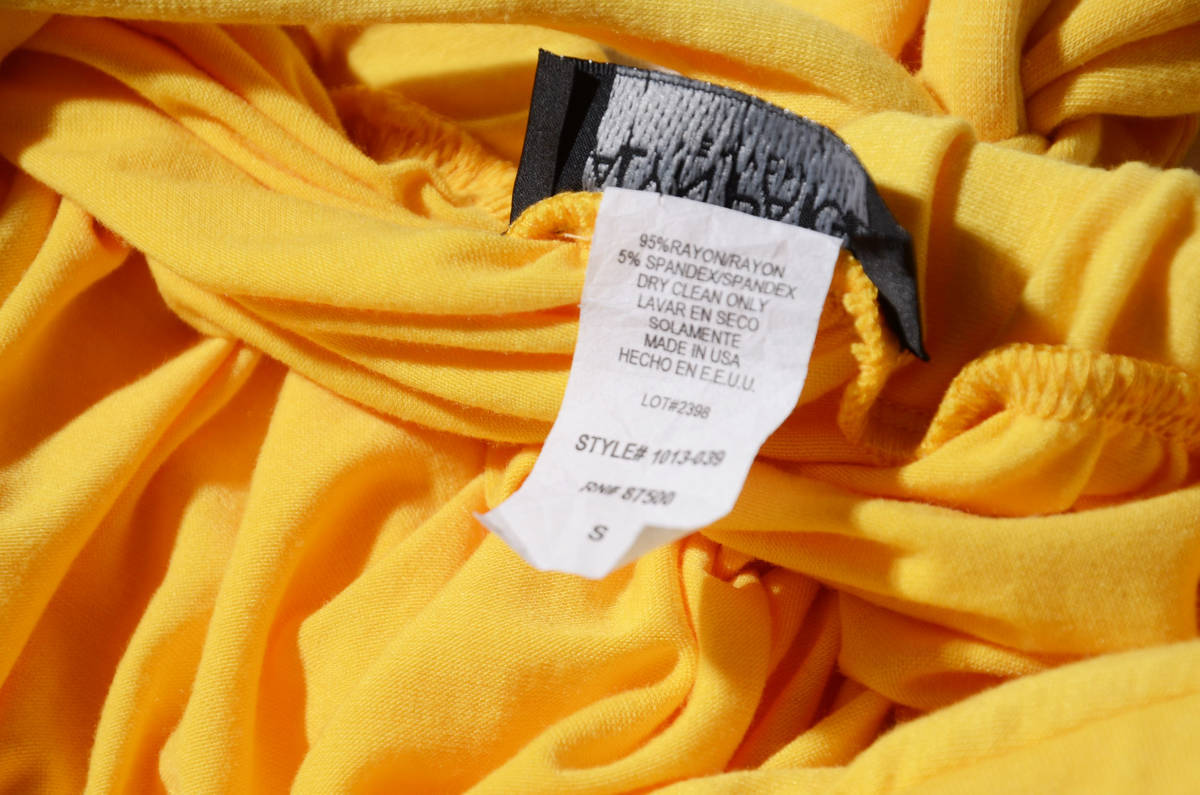 95%RAYON/RAYON
5% SPANDEX/SPANDEX
DRY CLEAN ONLY
LAVAR EN SECO
SOLAMENTE
MADE IN USA
HECHO EN E.E.U.U.
LOT#2398
STYLE# 1013-039
RN# 87500
S